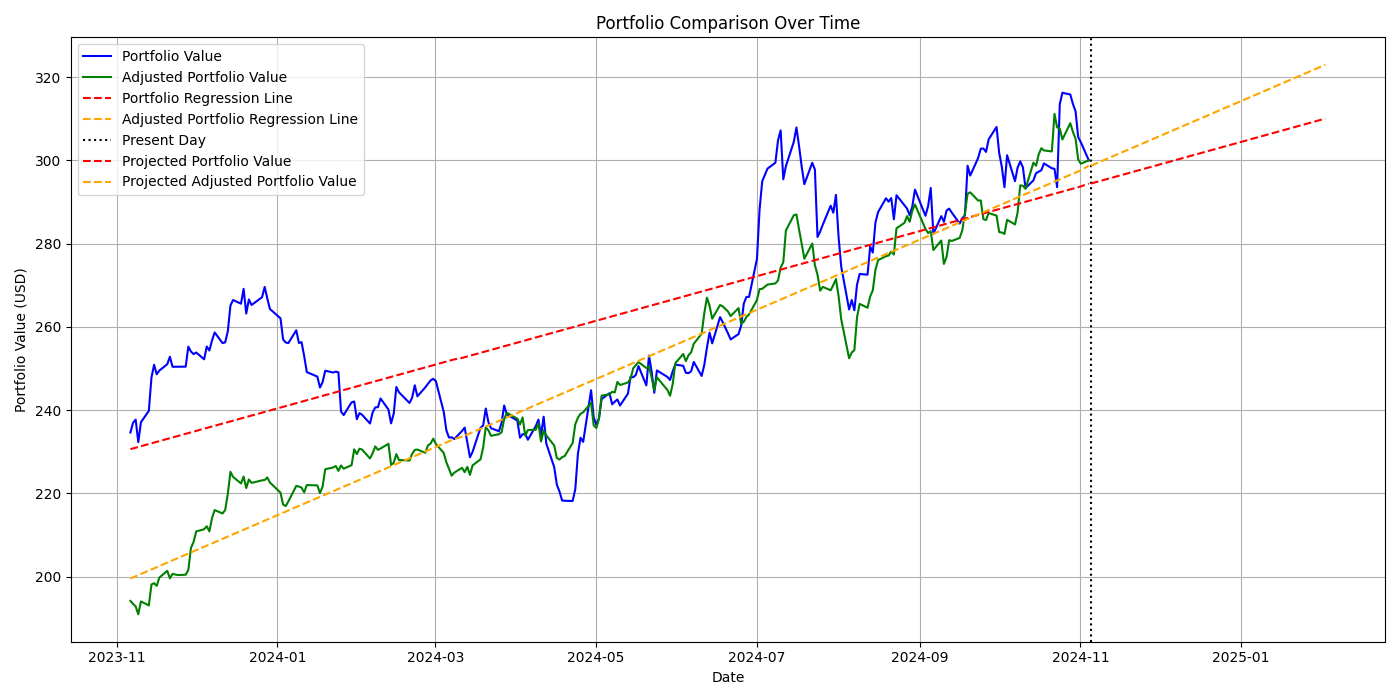 Portfolio Comparison Over Time
Portfolio Value
Adjusted Portfolio Value
Portfolio Regression Line
Adjusted Portfolio Regression Line
Present Day
Projected Portfolio Value
Projected Adjusted Portfolio Value
Portfolio Value (USD)
320
300
280
260
240
220
200
2023-11 2024-01 2024-03 2024-05 2024-07 2024-09 2024-11 2025-01
Date